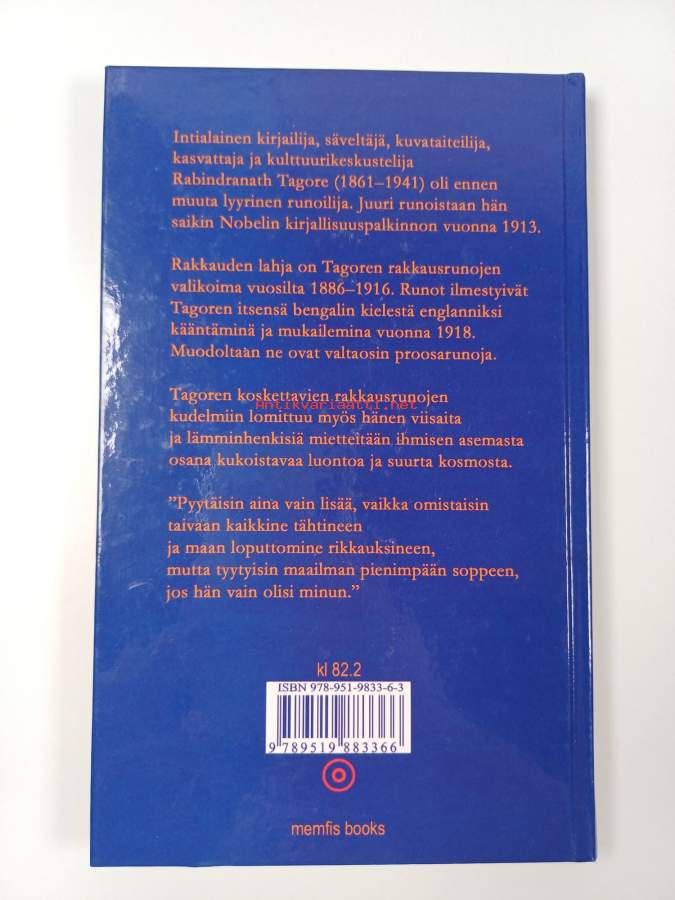 Intialainen kirjailija, säveltäjä, kuvataiteilija,
kasvattaja ja kulttuurikeskustelija
Rabindranath Tagore (1861–1941) oli ennen
muuta lyyrinen runoilija. Juuri runoistaan hän
saikin Nobelin kirjallisuuspalkinnon vuonna 1913.
Rakkauden lahja on Tagoren rakkausrunojen
valikoima vuosilta 1886–1916. Runot ilmestyivät
Tagoren itsensä bengalin kielestä englanniksi
kääntäminä ja mukailemina vuonna 1918.
Muodoltaan ne ovat valtaosin proosarunoja.
Tagoren koskettavien rakkausrunojen
Antikvariaatti.net
kudelmiin lomittuu myös hänen viisaita
ja lämminhenkisiä mietteitään ihmisen asemasta
osana kukoistavaa luontoa ja suurta kosmosta.
”Pyytäisin aina vain lisää, vaikka omistaisin
taivaan kaikkine tähtineen
ja maan loputtomine rikkauksineen,
mutta tyytyisin maailman pienimpään soppeen,
jos hän vain olisi minun.”
kl 82.2
ISBN 978-951-9833-6-3
9 789519 883366
memfis books